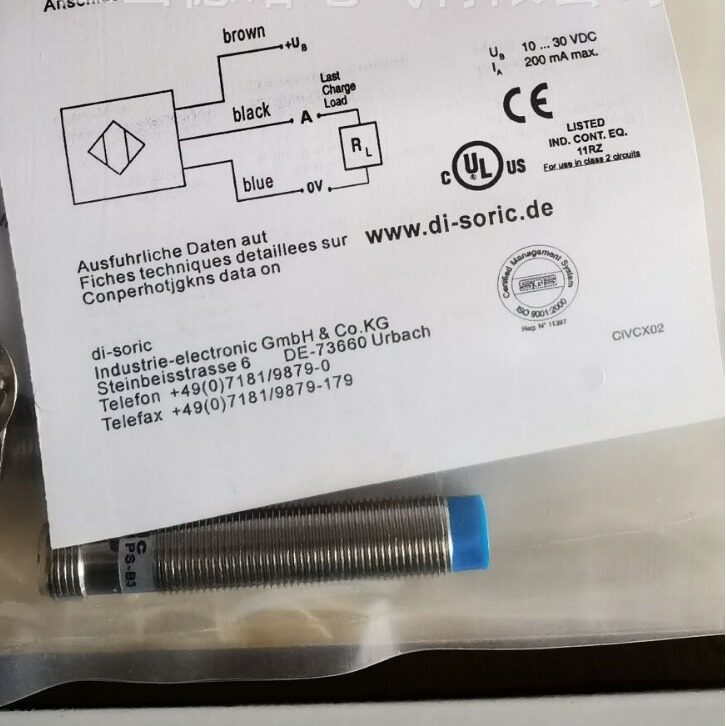 brown
+UB
black
A
Last
Charge
Load
RL
blue
0V
UB 10 ... 30 VDC
IA 200 mA max.
CE
C UL US
LISTED
IND. CONT. EQ.
11RZ
For use in class 2 circuits
Ausfuhrliche Daten aut
Fiches techniques detaillees sur
Conperhotjgkns data on
www.di-soric.de
Certified Management System
ISO 9001:2000
Reg. N° 11397
CIVCX02
di-soric
Industrie-electronic GmbH & Co.KG
Steinbeisstrasse 6 DE-73660 Urbach
Telefon +49(0)7181/9879-0
Telefax +49(0)7181/9879-179
PS-B3